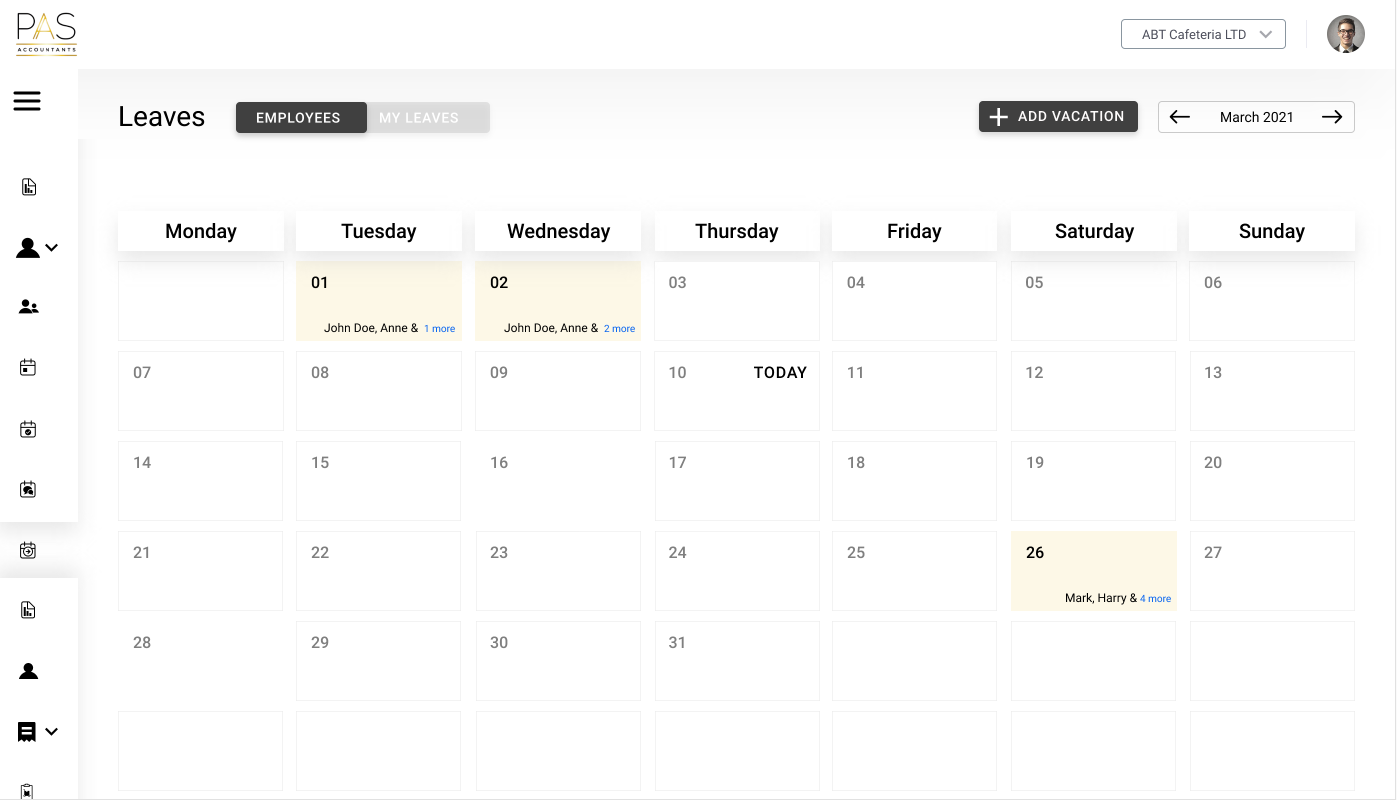 PAS
ACCOUNTANTS
ABT Cafeteria LTD
Leaves
EMPLOYEES
MY LEAVES
ADD VACATION
March 2021
Monday
Tuesday
Wednesday
Thursday
Friday
Saturday
Sunday
01
John Doe, Anne & 1 more
02
John Doe, Anne & 2 more
03
04
05
06
07
08
09
10
TODAY
11
12
13
14
15
16
17
18
19
20
21
22
23
24
25
26
Mark, Harry & 4 more
27
28
29
30
31